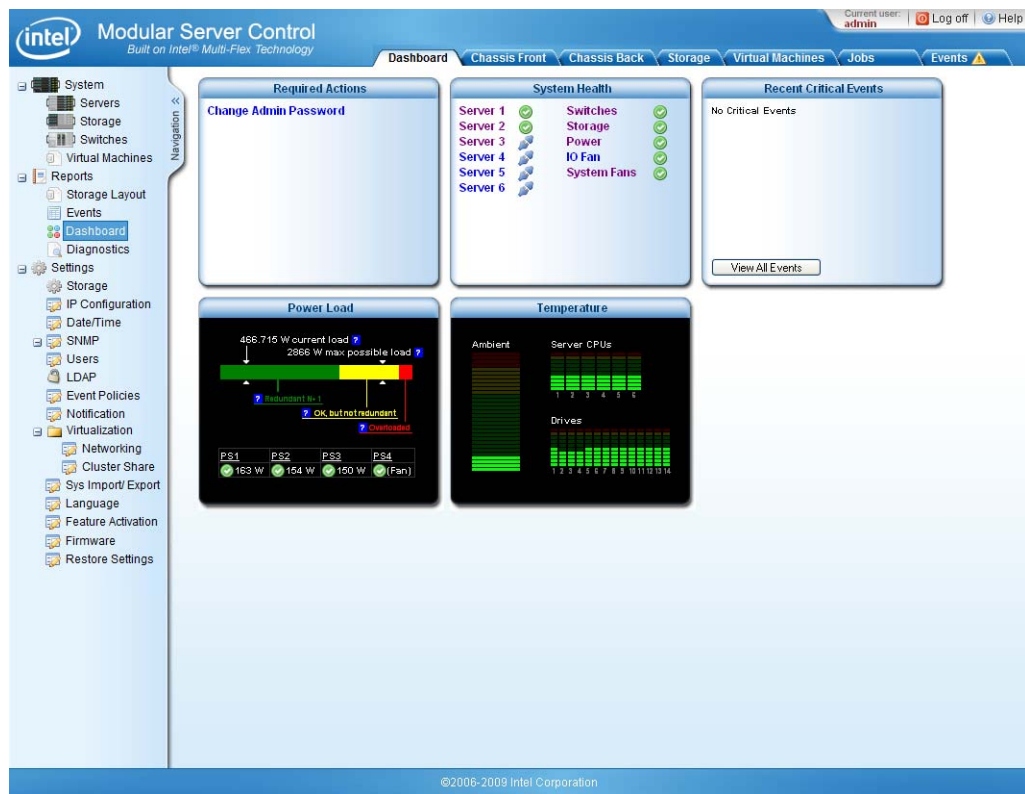 intel
Modular Server Control
Built on Intel® Multi-Flex Technology
Current user:
admin
Log off
Help
Dashboard
Chassis Front
Chassis Back
Storage
Virtual Machines
Jobs
Events
Navigation
System
Servers
Storage
Switches
Virtual Machines
Reports
Storage Layout
Events
Dashboard
Diagnostics
Settings
Storage
IP Configuration
Date/Time
SNMP
Users
LDAP
Event Policies
Notification
Virtualization
Networking
Cluster Share
Sys Import/ Export
Language
Feature Activation
Firmware
Restore Settings
Required Actions
Change Admin Password
System Health
Server 1
Server 2
Server 3
Server 4
Server 5
Server 6
Switches
Storage
Power
IO Fan
System Fans
Recent Critical Events
No Critical Events
View All Events
Power Load
466.715 W current load ?
2866 W max possible load ?
? Redundant N+1
? OK, but not redundant
? Overloaded
PS1 PS2 PS3 PS4
163 W 154 W 150 W (Fan)
Temperature
Ambient
Server CPUs
1 2 3 4 5 6
Drives
1 2 3 4 5 6 7 8 9 10 11 12 13 14
©2006-2009 Intel Corporation